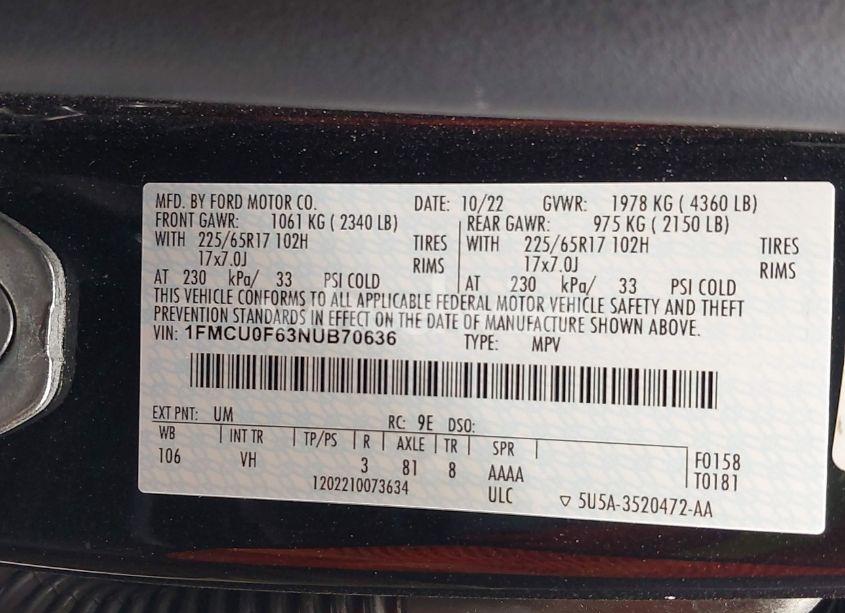 MFD. BY FORD MOTOR CO. DATE: 10/22 GVWR: 1978 KG ( 4360 LB)
FRONT GAWR: 1061 KG ( 2340 LB) REAR GAWR: 975 KG ( 2150 LB)
WITH 225/65R17 102H TIRES WITH 225/65R17 102H TIRES
17x7.0J RIMS 17x7.0J RIMS
AT 230 kPa/ 33 PSI COLD AT 230 kPa/ 33 PSI COLD
THIS VEHICLE CONFORMS TO ALL APPLICABLE FEDERAL MOTOR VEHICLE SAFETY AND THEFT
PREVENTION STANDARDS IN EFFECT ON THE DATE OF MANUFACTURE SHOWN ABOVE.
VIN: 1FMCU0F63NUB70636 TYPE: MPV
EXT PNT: UM RC: 9E DSO:
WB INT TR TP/PS R AXLE TR SPR
106 VH 3 81 8 AAAA F0158
1202210073634 ULC T0181
5U5A-3520472-AA